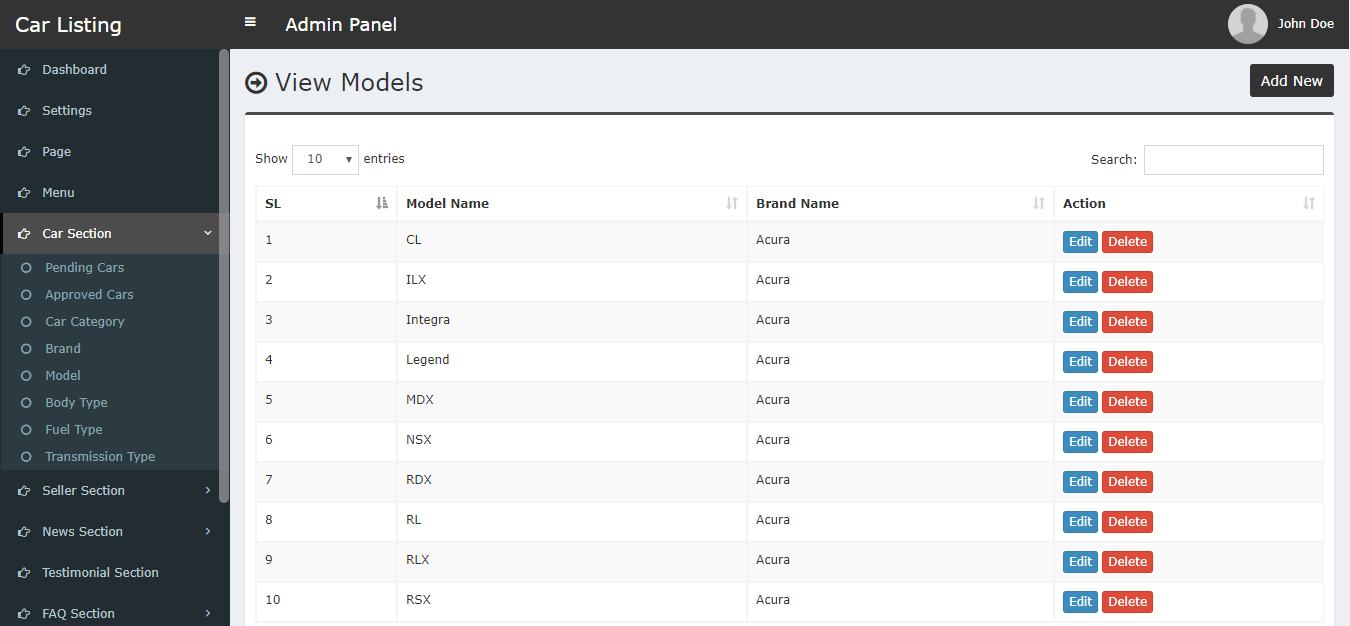 Car Listing
Admin Panel
John Doe
Dashboard
Settings
Page
Menu
Car Section
Pending Cars
Approved Cars
Car Category
Brand
Model
Body Type
Fuel Type
Transmission Type
Seller Section
News Section
Testimonial Section
FAQ Section
View Models
Add New
Show 10 entries
Search:
SL Model Name Brand Name Action
1 CL Acura Edit Delete
2 ILX Acura Edit Delete
3 Integra Acura Edit Delete
4 Legend Acura Edit Delete
5 MDX Acura Edit Delete
6 NSX Acura Edit Delete
7 RDX Acura Edit Delete
8 RL Acura Edit Delete
9 RLX Acura Edit Delete
10 RSX Acura Edit Delete